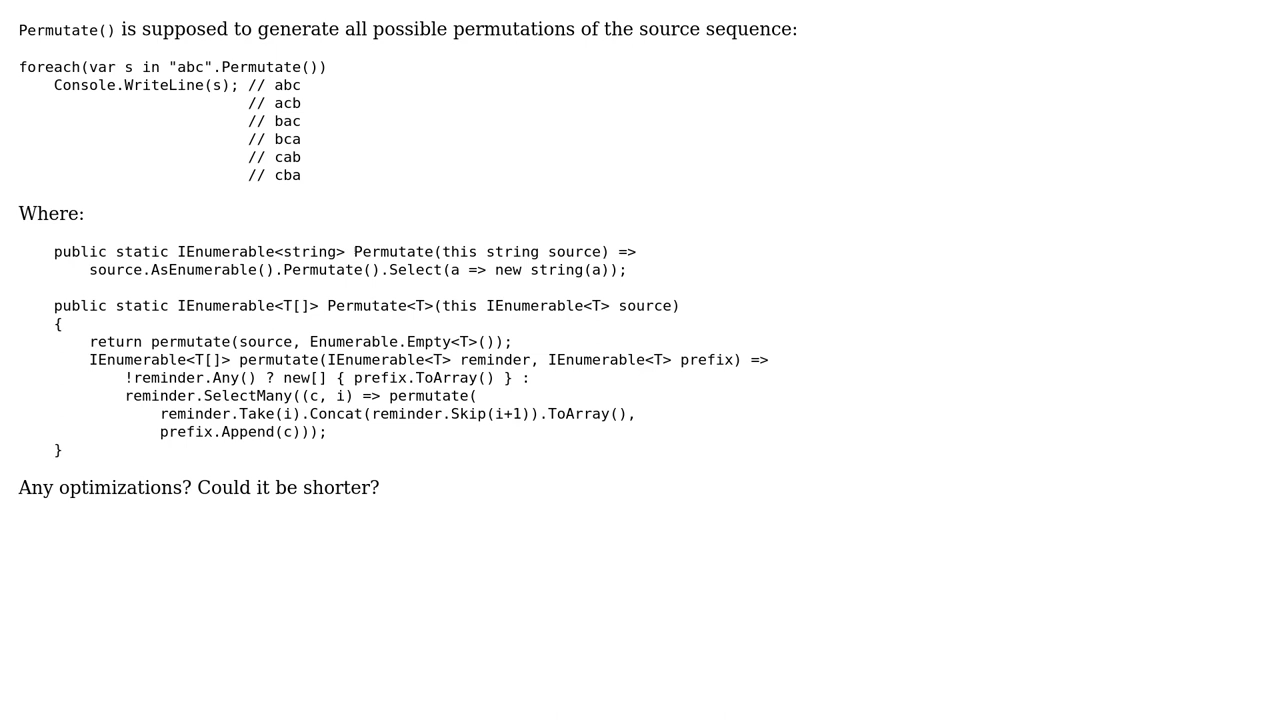 Permutate() is supposed to generate all possible permutations of the source sequence:
foreach(var s in "abc".Permutate())
    Console.WriteLine(s); // abc
                          // acb
                          // bac
                          // bca
                          // cab
                          // cba
Where:
    public static IEnumerable<string> Permutate(this string source) =>
        source.AsEnumerable().Permutate().Select(a => new string(a));
    public static IEnumerable<T[]> Permutate<T>(this IEnumerable<T> source)
    {
        return permutate(source, Enumerable.Empty<T>());
        IEnumerable<T[]> permutate(IEnumerable<T> reminder, IEnumerable<T> prefix) =>
            !reminder.Any() ? new[] { prefix.ToArray() } :
            reminder.SelectMany((c, i) => permutate(
                reminder.Take(i).Concat(reminder.Skip(i+1)).ToArray(),
                prefix.Append(c)));
    }
Any optimizations? Could it be shorter?